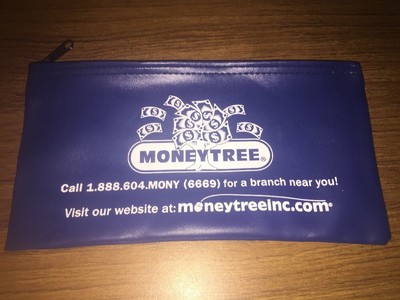 MONEYTREE®
Call 1.888.604.MONY (6669) for a branch near you!
Visit our website at: moneytreeinc.com®